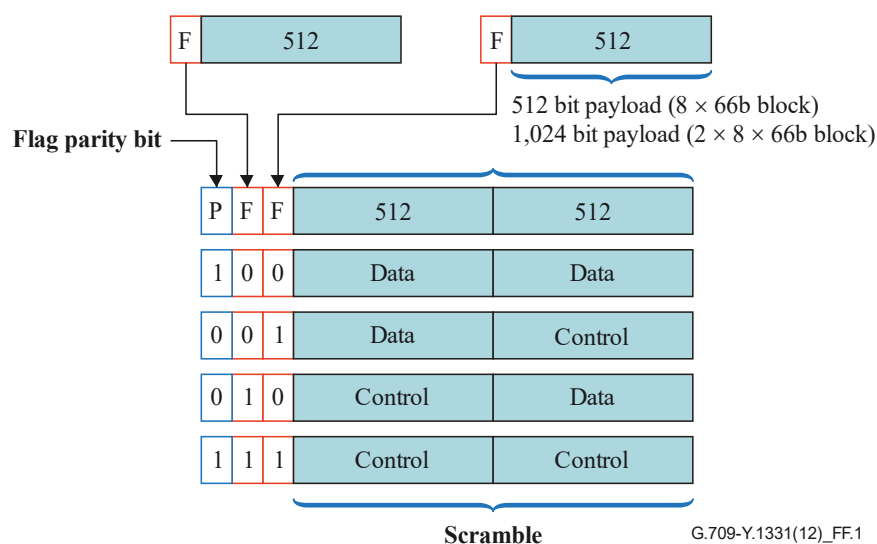 F 512 F 512
512 bit payload (8 × 66b block)
1,024 bit payload (2 × 8 × 66b block)
Flag parity bit
P F F 512 512
1 0 0 Data Data
0 0 1 Data Control
0 1 0 Control Data
1 1 1 Control Control
Scramble
G.709-Y.1331(12)_FF.1